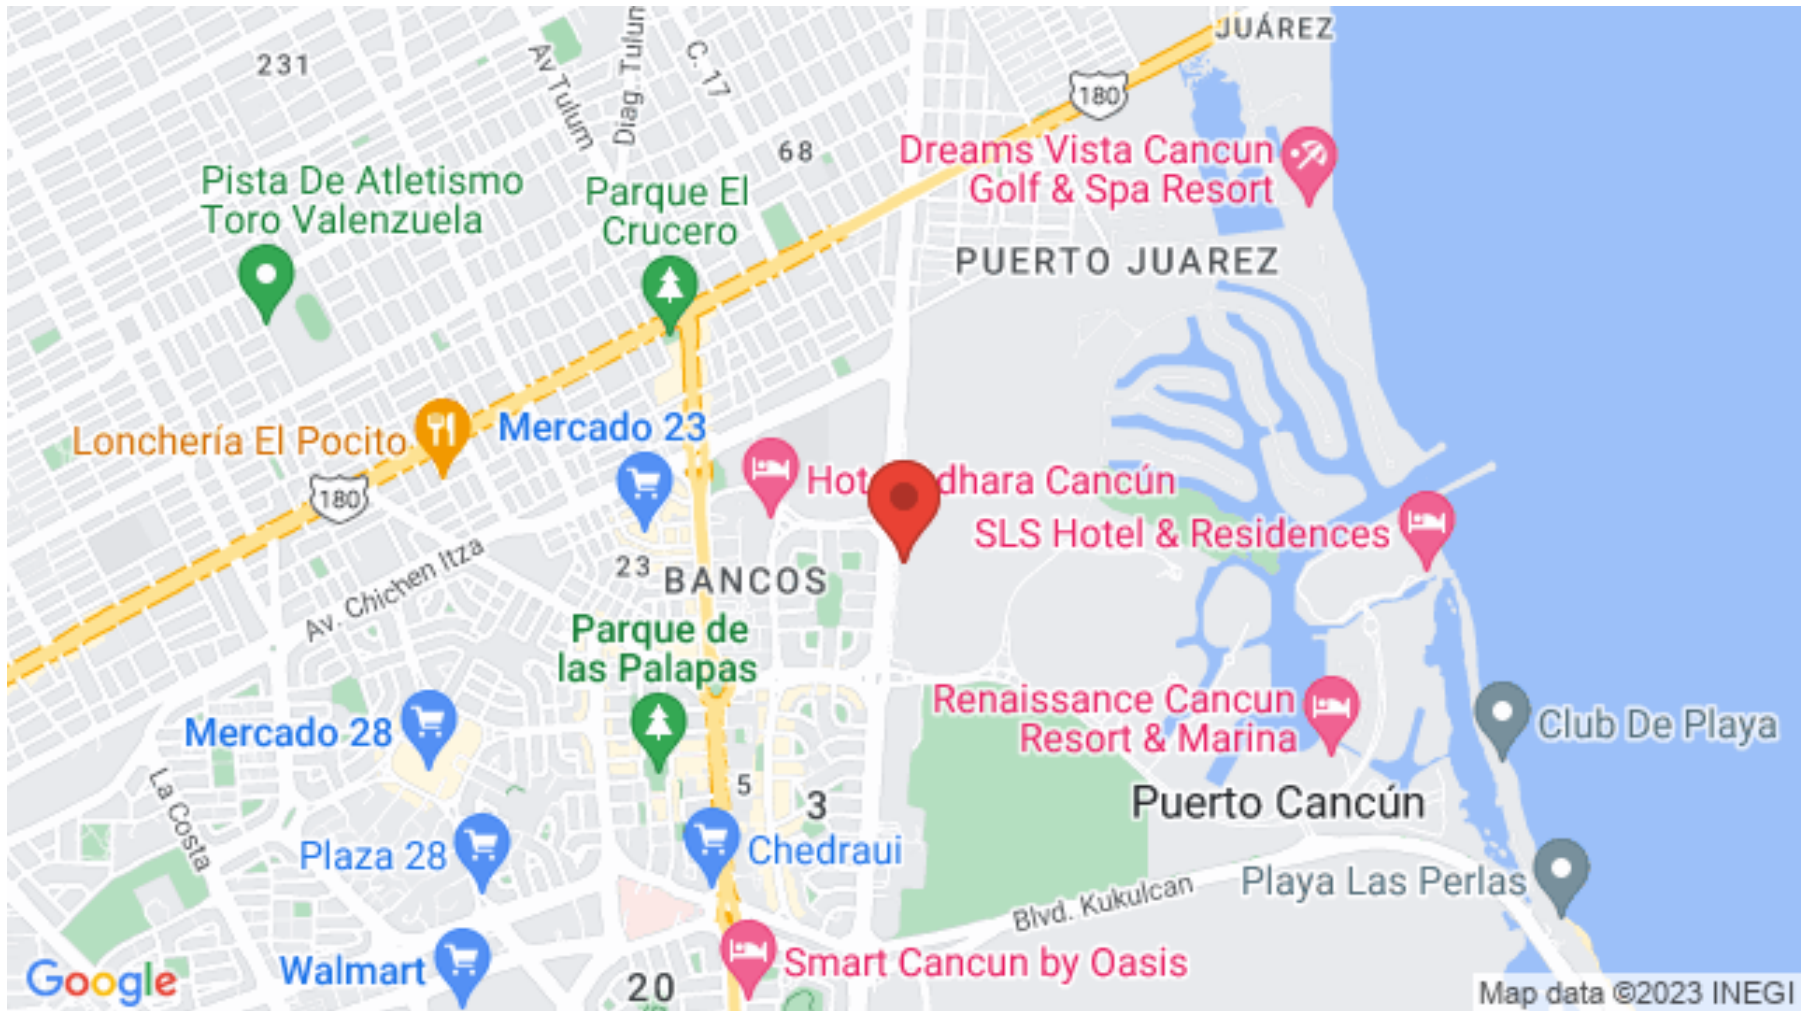 JUÁREZ
231
Av Tulum
Diag. Tulum
C. 17
180
68
Dreams Vista Cancun
Golf & Spa Resort
Pista De Atletismo
Toro Valenzuela
Parque El
Crucero
PUERTO JUAREZ
Lonchería El Pocito
Mercado 23
180
Cancún
SLS Hotel & Residences
Av. Chichen Itza
23
BANCOS
Parque de
las Palapas
Renaissance Cancun
Resort & Marina
Club De Playa
Mercado 28
La Costa
5
3
Puerto Cancún
Plaza 28
Chedraui
Blvd. Kukulcan
Playa Las Perlas
Walmart
Smart Cancun by Oasis
20
Google
Map data ©2023 INEGI